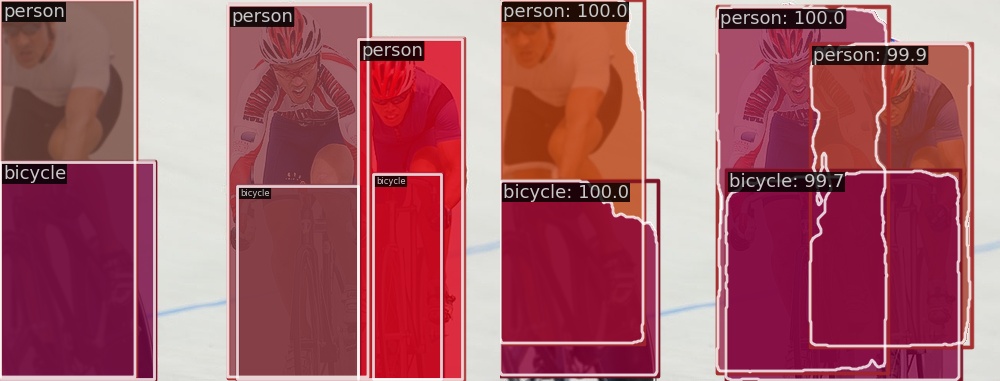 person
bicycle
person
person
bicycle
bicycle
person: 100.0
bicycle: 100.0
person: 100.0
person: 99.9
bicycle: 99.7